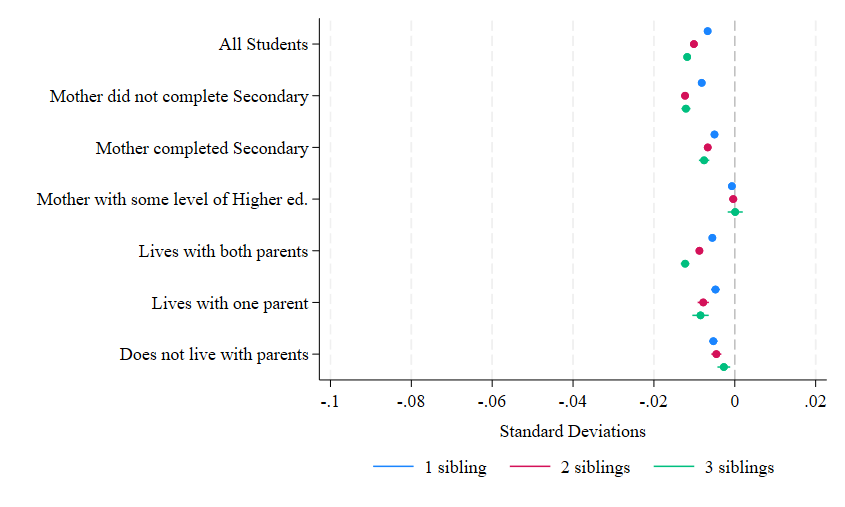 All Students
Mother did not complete Secondary
Mother completed Secondary
Mother with some level of Higher ed.
Lives with both parents
Lives with one parent
Does not live with parents
-.1 -.08 -.06 -.04 -.02 0 .02
Standard Deviations
1 sibling 2 siblings 3 siblings